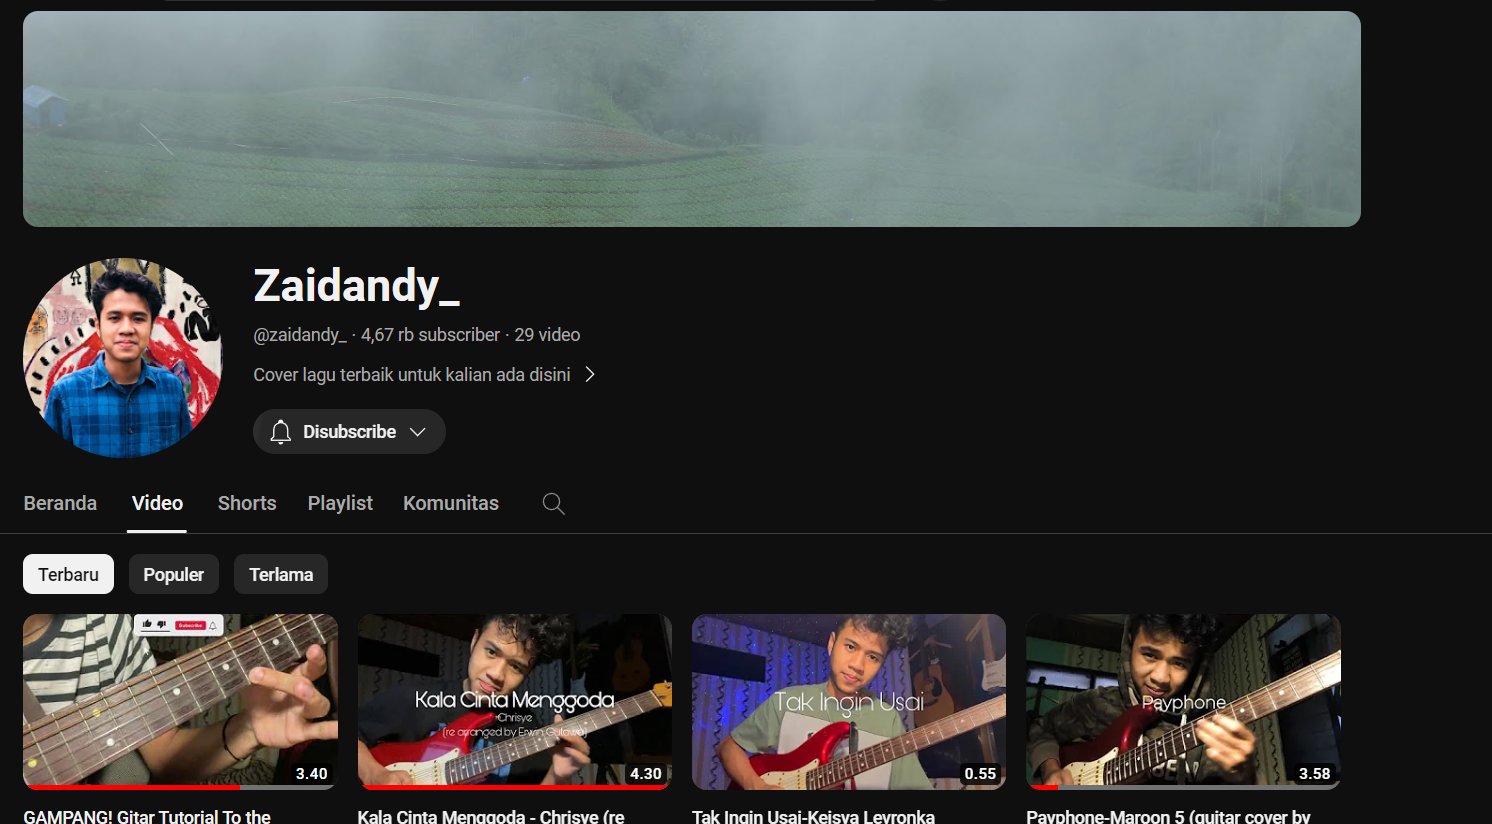 Zaidandy_
@zaidandy_ · 4,67 rb subscriber · 29 video
Cover lagu terbaik untuk kalian ada disini
Disubscribe
Beranda Video Shorts Playlist Komunitas
Terbaru Populer Terlama
Subscribe
3.40
Kala Cinta Menggoda
Chrisye
(re arranged by Erwin Gutawa)
4.30
Tak Ingin Usai
0.55
Payphone
3.58
GAMPANG! Gitar Tutorial To the
Kala Cinta Menggoda - Chrisye (re
Tak Ingin Usai-Keisya Levronka
Payphone-Maroon 5 (guitar cover by